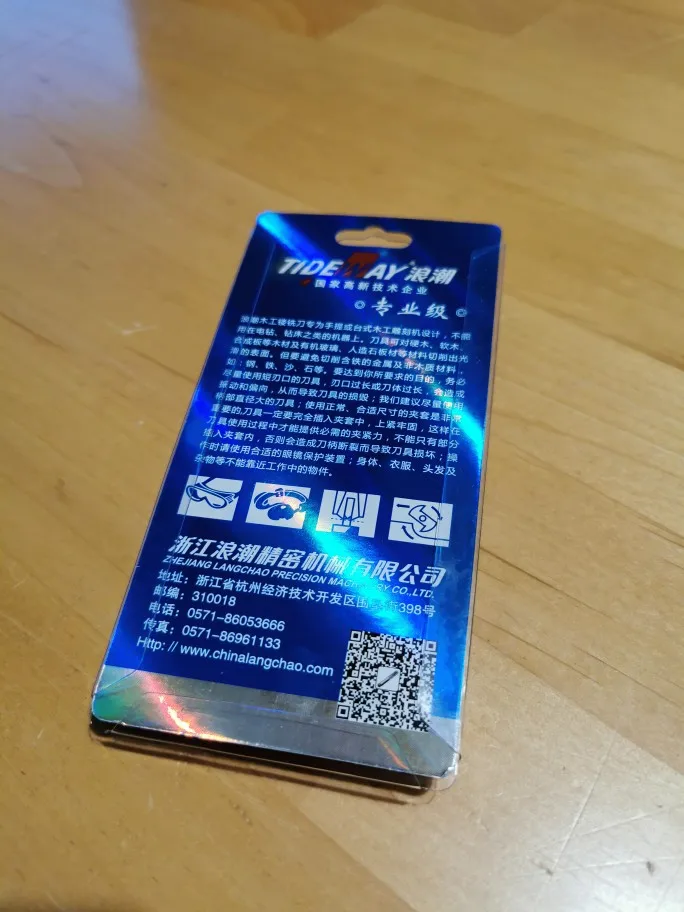 TIDEWAY 浪潮
国家高新技术企业
专业级
浪潮木工镂铣刀专为手提或台式木工雕刻机设计，不能
用在电钻、钻床之类的机器上。刀具可对硬木、软木、
合成板等木材及有机玻璃、人造石板材等材料切削出光
洁的表面。但要避免切削含铁的金属及非木质材料，
如：钢、铁、沙、石等。要达到你所要求的目的，务必
尽量使用短刃口的刀具，刃口过长或刀体过长，会造成
振动和偏向，从而导致刀具的损毁；我们建议尽量使用
柄部直径大的刀具；使用正常、合适尺寸的夹套是非常
重要的，刀具一定要完全插入夹套中，上紧牢固，这样在
刀具使用过程中才能提供必需的夹紧力，不能只有部分
插入夹套内，否则会造成刀柄断裂而导致刀具损坏；操
作时请使用合适的眼镜保护装置；身体、衣服、头发及
杂物等不能靠近工作中的物件。
浙江浪潮精密机械有限公司
ZHEJIANG LANGCHAO PRECISION MACHINERY CO.,LTD.
地址：浙江省杭州经济技术开发区 街398号
邮编：310018
电话：0571-86053666
传真：0571-86961133
Http://www.chinalangchao.com